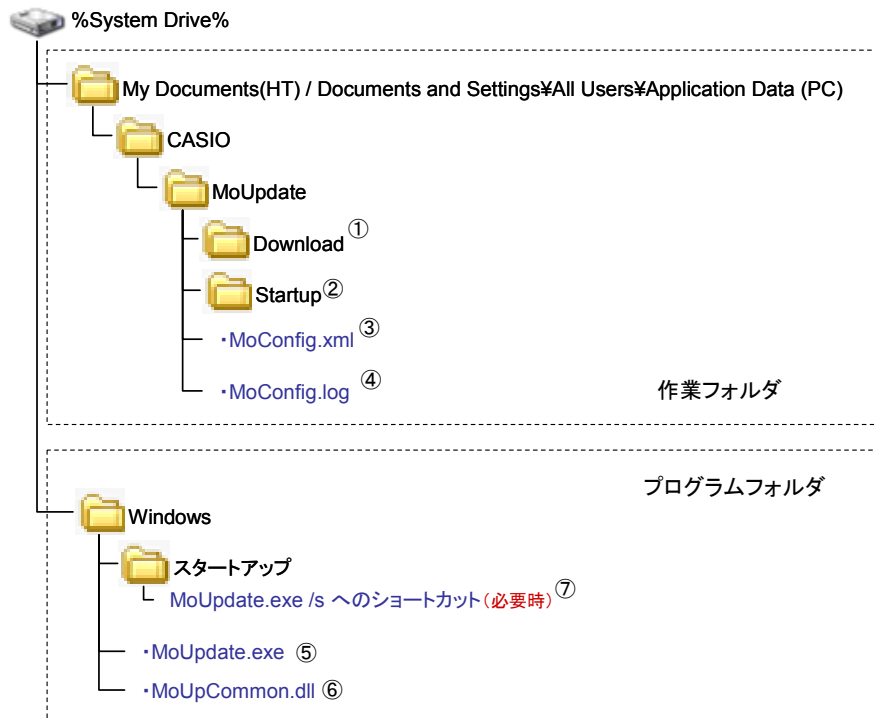 %System Drive%
My Documents(HT) / Documents and Settings¥All Users¥Application Data (PC)
CASIO
MoUpdate
Download ①
Startup ②
・MoConfig.xml ③
・MoConfig.log ④
作業フォルダ
プログラムフォルダ
Windows
スタートアップ
MoUpdate.exe /s へのショートカット(必要時) ⑦
・MoUpdate.exe ⑤
・MoUpCommon.dll ⑥